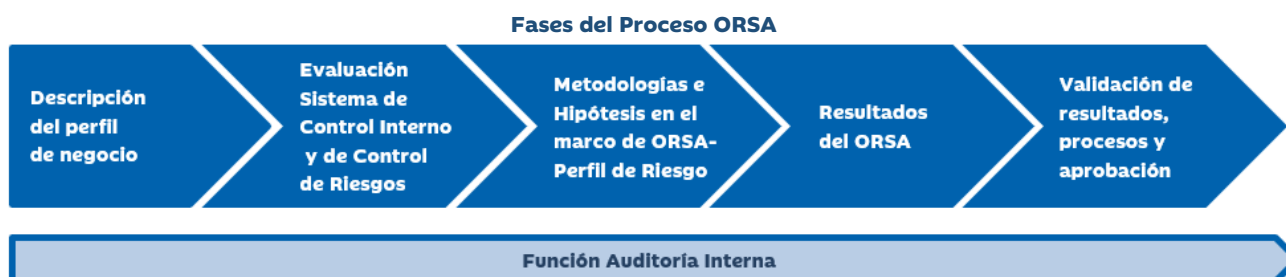 Fases del Proceso ORSA
Descripción
del perfil
de negocio
Evaluación
Sistema de
Control Interno
y de Control
de Riesgos
Metodologías e
Hipótesis en el
marco de ORSA-
Perfil de Riesgo
Resultados
del ORSA
Validación de
resultados,
procesos y
aprobación
Función Auditoría Interna